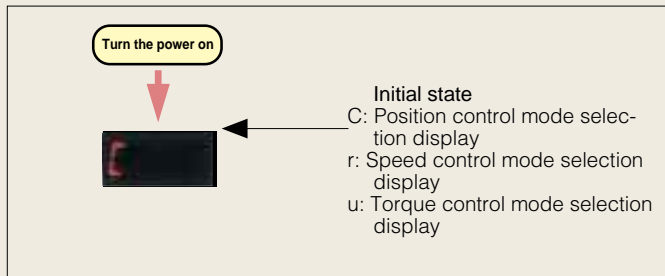 Turn the power on
Initial state
C: Position control mode selec-
tion display
r: Speed control mode selection
display
u: Torque control mode selection
display
C